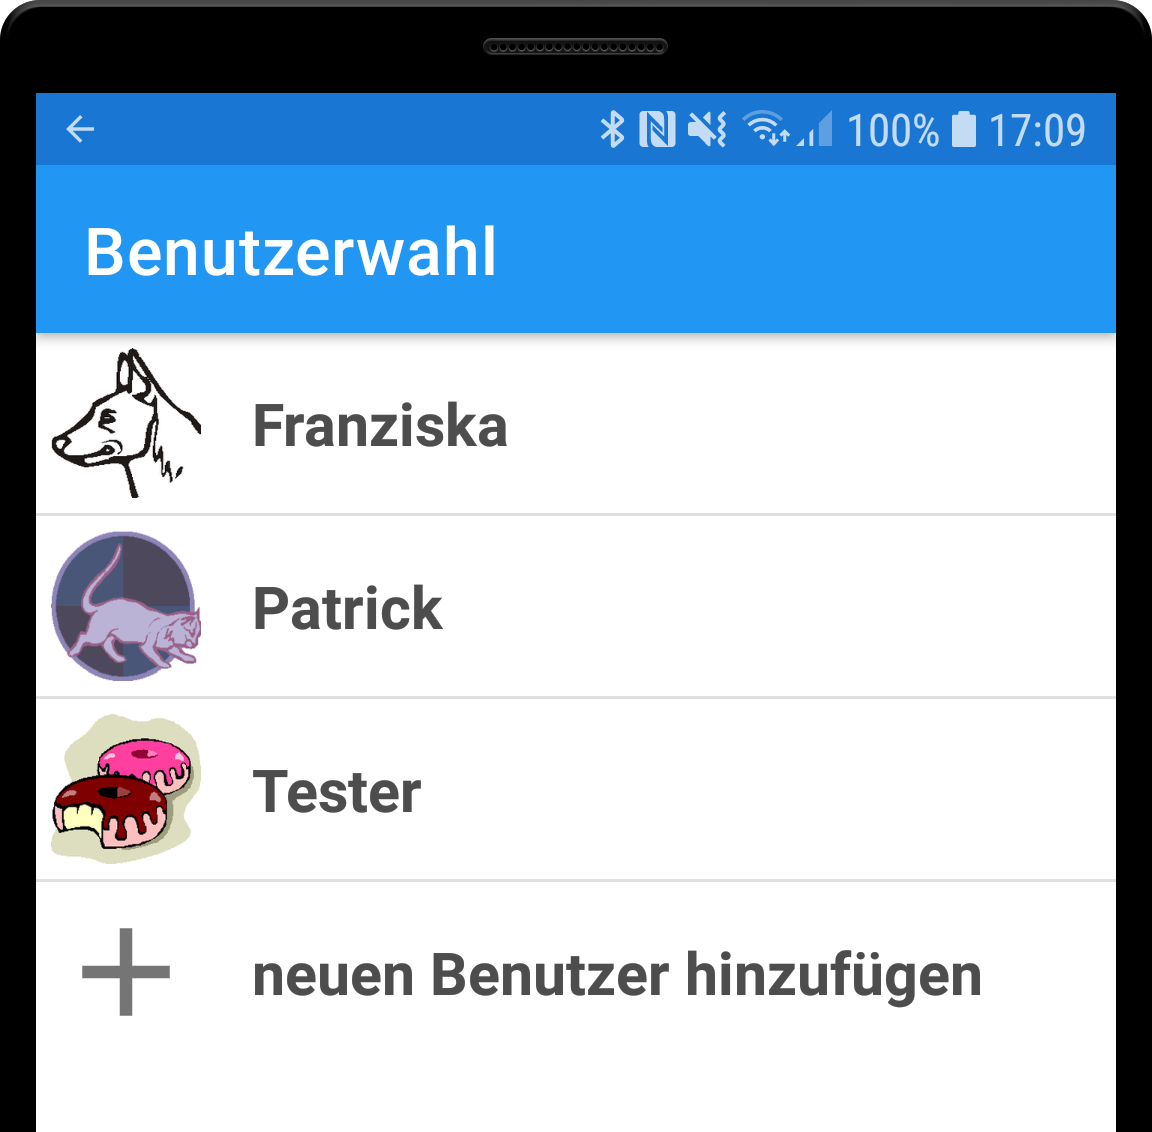 100% 17:09
Benutzerwahl
Franziska
Patrick
Tester
neuen Benutzer hinzufügen